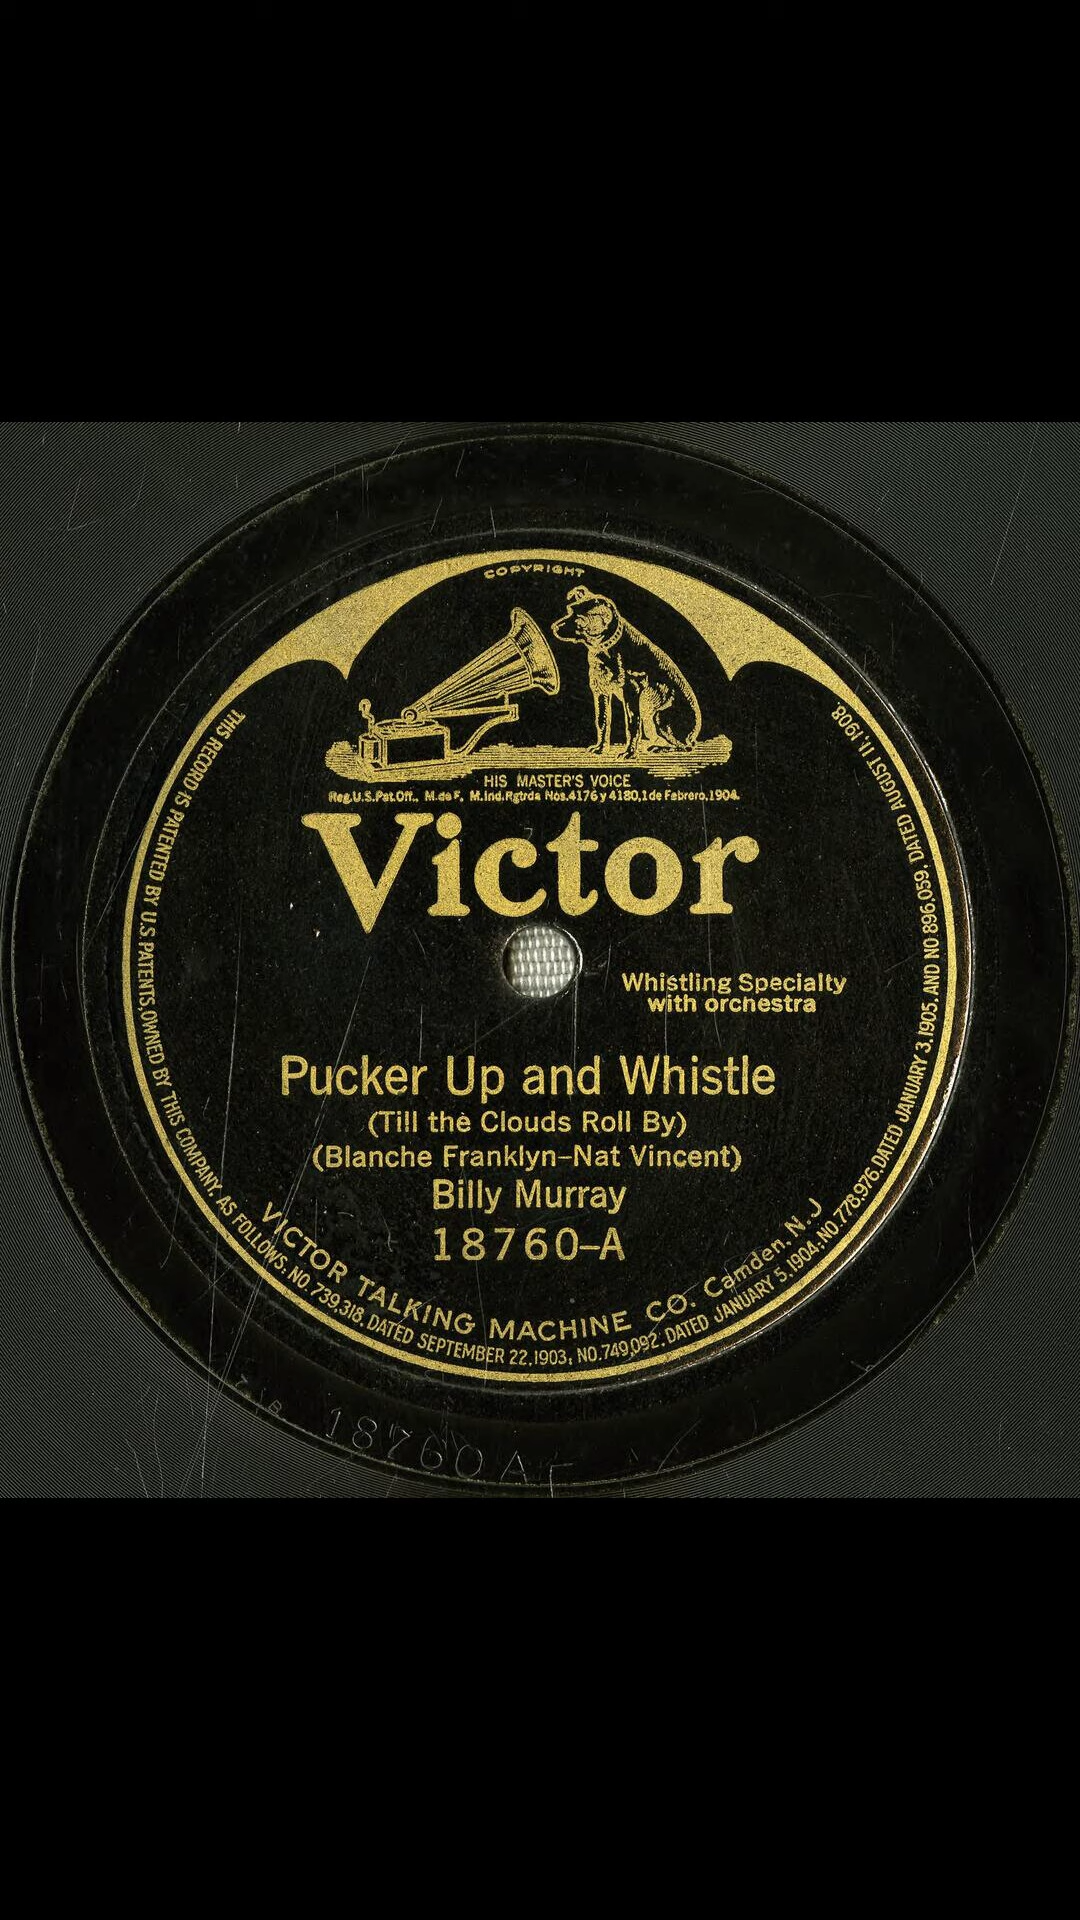 COPYRIGHT
HIS MASTER'S VOICE
Reg.U.S.Pat.Off., M.de F., M.Ind.Rgtrda Nos.4176 y 4180,1 de Febrero,1904.
Victor
Whistling Specialty
with orchestra
Pucker Up and Whistle
(Till the Clouds Roll By)
(Blanche Franklyn–Nat Vincent)
Billy Murray
18760–A
VICTOR TALKING MACHINE CO. Camden, N.J
THIS RECORD IS PATENTED BY U.S. PATENTS, OWNED BY THIS COMPANY, AS FOLLOWS: NO. 739,318, DATED SEPTEMBER 22,1903; NO.749,092, DATED JANUARY 5,1904; NO.778,976, DATED JANUARY 3,1905, AND NO 896,059, DATED AUGUST 11,1908.
B.
18760 A